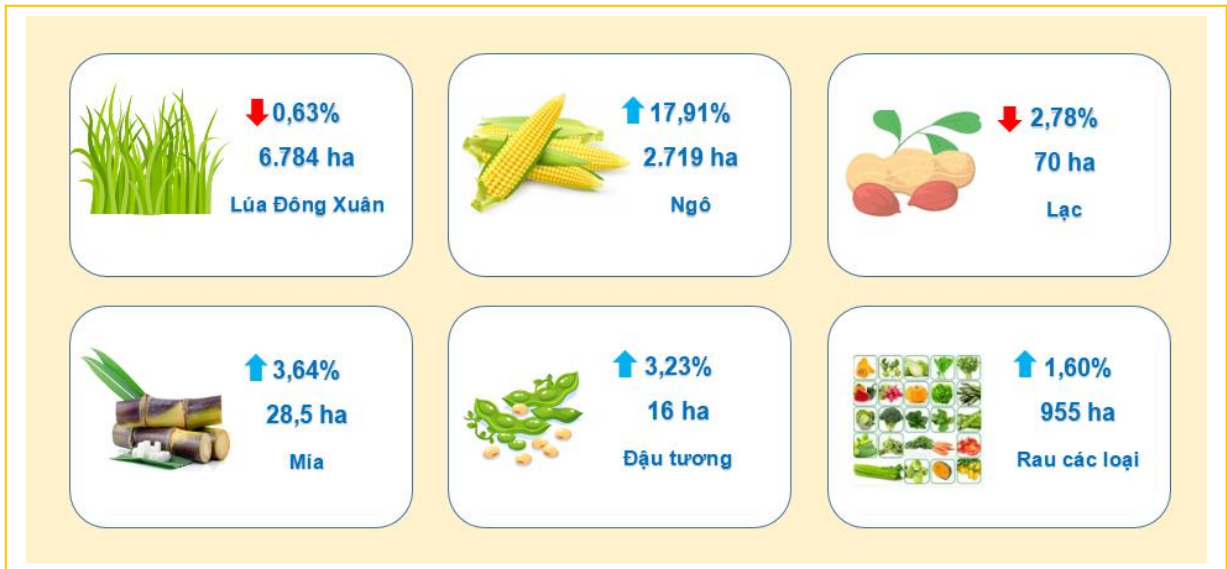 0,63%
6.784 ha
Lúa Đông Xuân
17,91%
2.719 ha
Ngô
2,78%
70 ha
Lạc
3,64%
28,5 ha
Mía
3,23%
16 ha
Đậu tương
1,60%
955 ha
Rau các loại